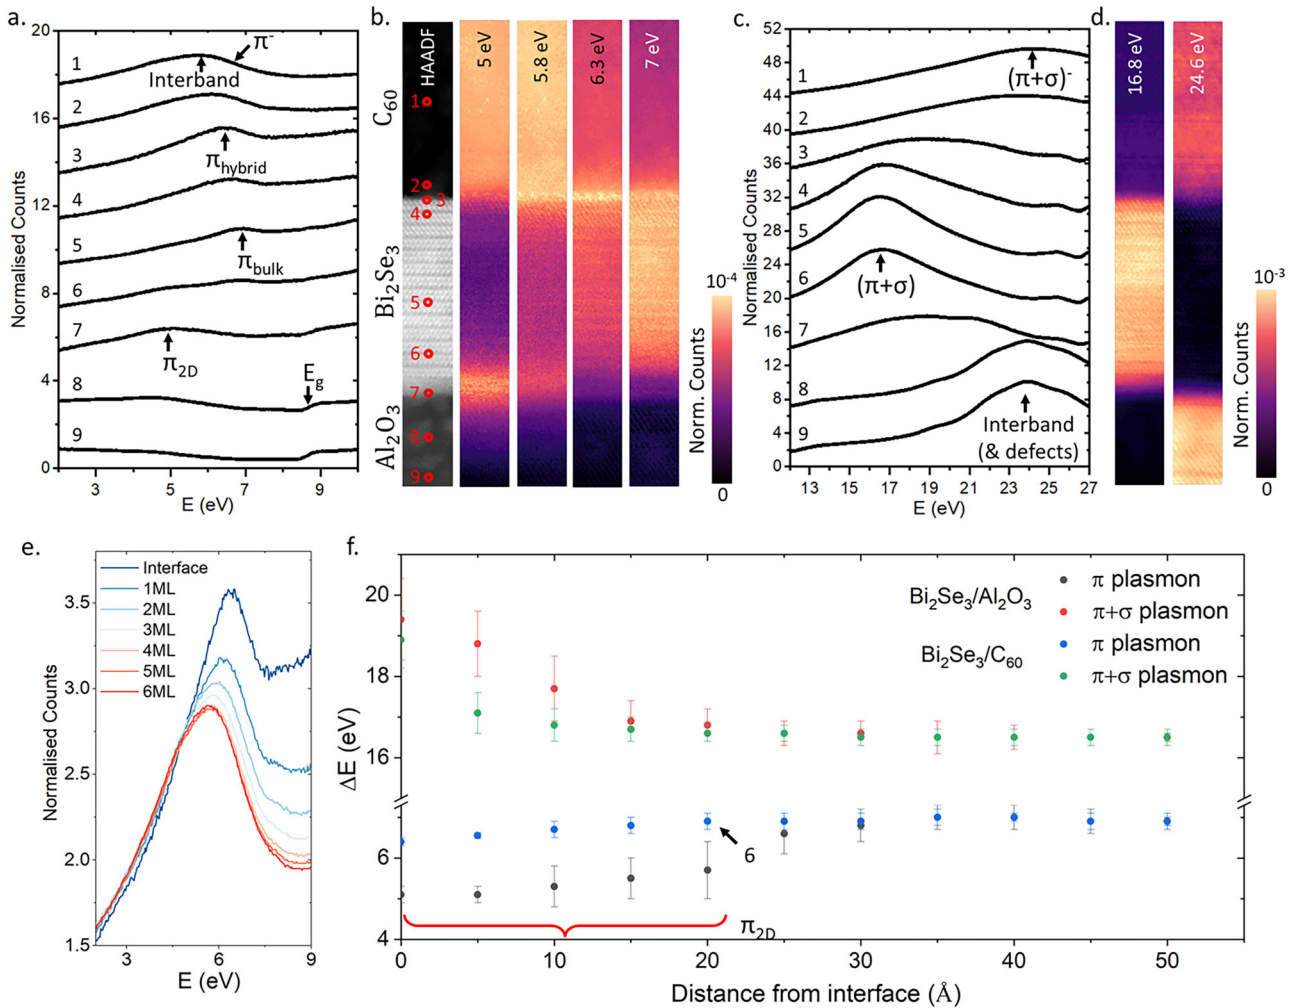 a.
Normalised Counts
20
16
12
8
4
0
1
2
3
4
5
6
7
8
9
π⁻
Interband
π_hybrid
π_bulk
π_2D
E_g
3 5 7 9
E (eV)
b.
C₆₀
Bi₂Se₃
Al₂O₃
HAADF
5 eV
5.8 eV
6.3 eV
7 eV
1
2
3
4
5
6
7
8
9
10⁻⁴
Norm. Counts
0
c.
Normalised Counts
52
48
44
40
36
32
28
24
20
16
12
8
4
0
1
2
3
4
5
6
7
8
9
(π+σ)⁻
(π+σ)
Interband
(& defects)
13 15 17 19 21 23 25 27
E (eV)
d.
16.8 eV
24.6 eV
10⁻³
Norm. Counts
0
e.
Interface
1ML
2ML
3ML
4ML
5ML
6ML
Normalised Counts
3.5
3.0
2.5
2.0
1.5
3 6 9
E (eV)
f.
ΔE (eV)
20
18
16
6
4
Bi₂Se₃/Al₂O₃
Bi₂Se₃/C₆₀
π plasmon
π+σ plasmon
π plasmon
π+σ plasmon
6
π_2D
0 10 20 30 40 50
Distance from interface (Å)